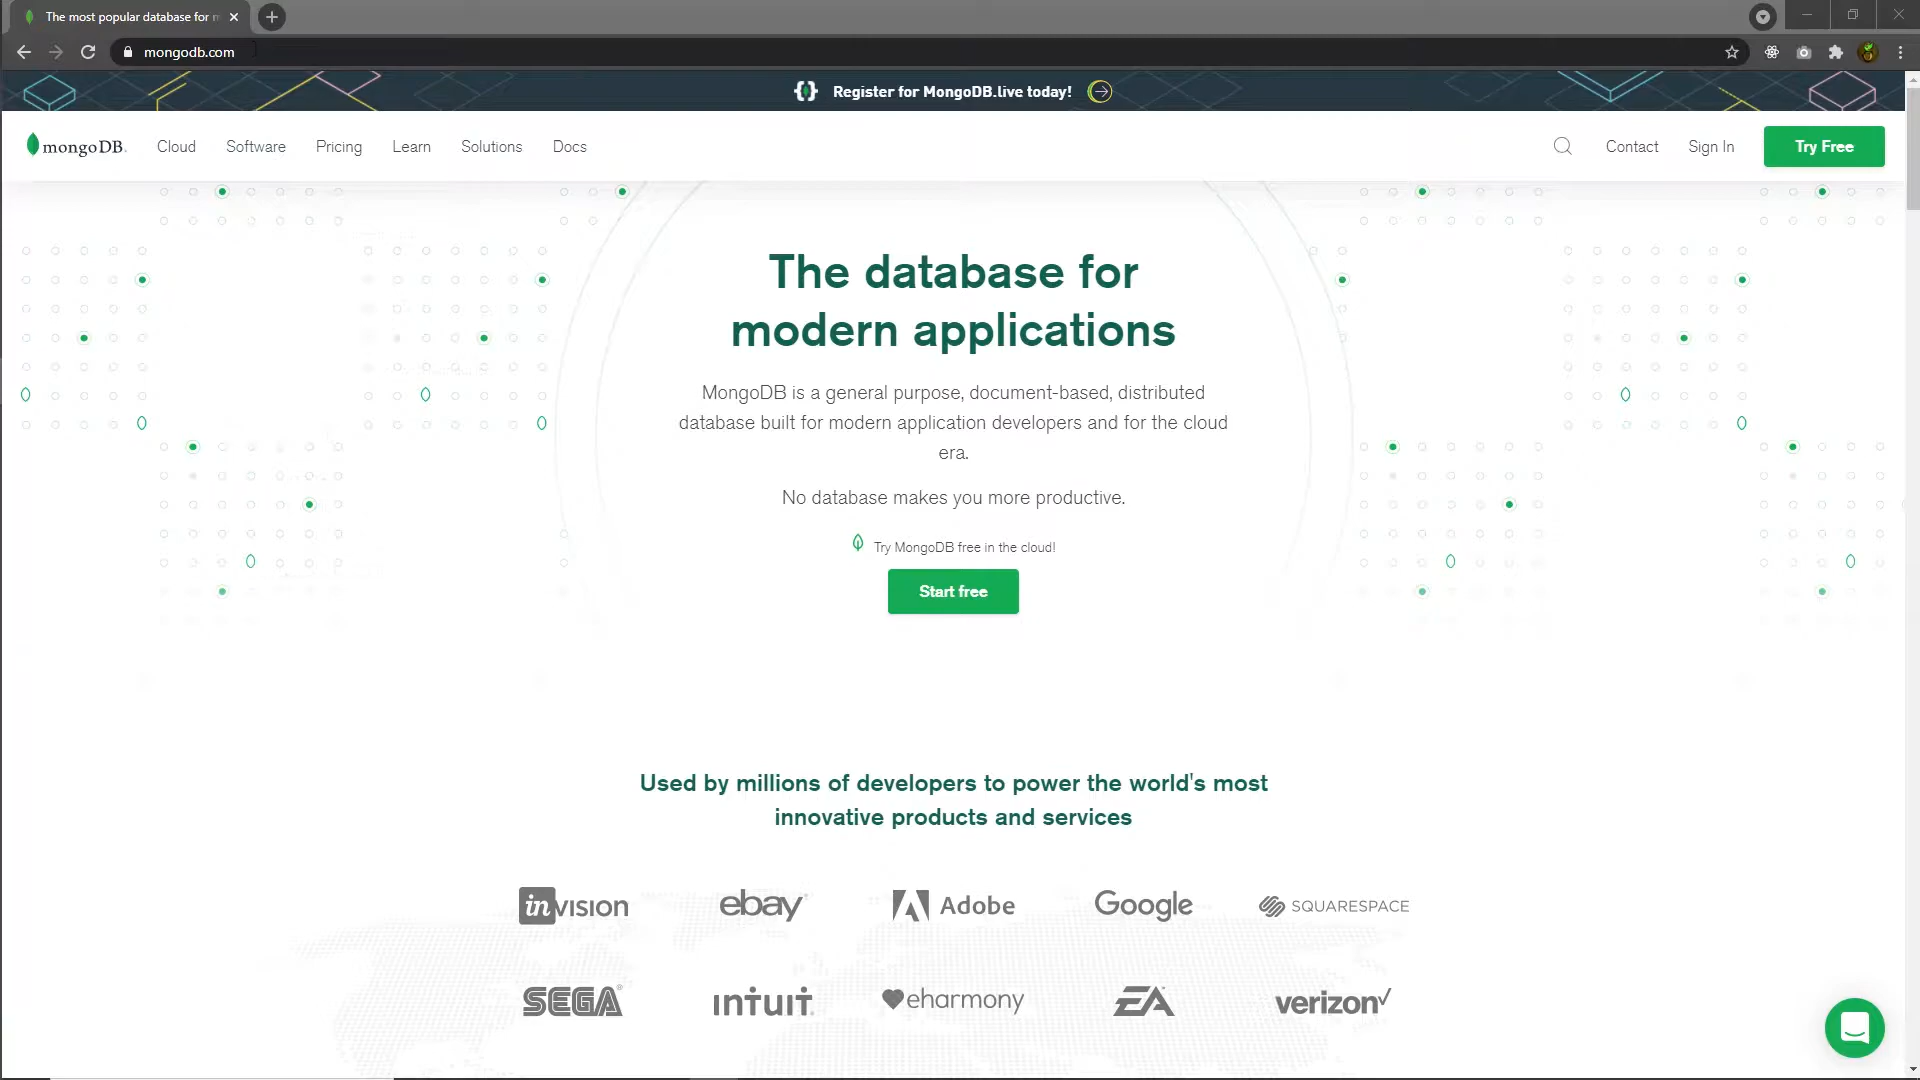 The most popular database for m
mongodb.com
Register for MongoDB.live today!
mongoDB.
Cloud
Software
Pricing
Learn
Solutions
Docs
Contact
Sign In
Try Free
The database for
modern applications
MongoDB is a general purpose, document-based, distributed
database built for modern application developers and for the cloud
era.
No database makes you more productive.
Try MongoDB free in the cloud!
Start free
Used by millions of developers to power the world's most
innovative products and services
inVISION
ebay
Adobe
Google
SQUARESPACE
SEGA®
intuit.
eharmony
EA
verizon✓